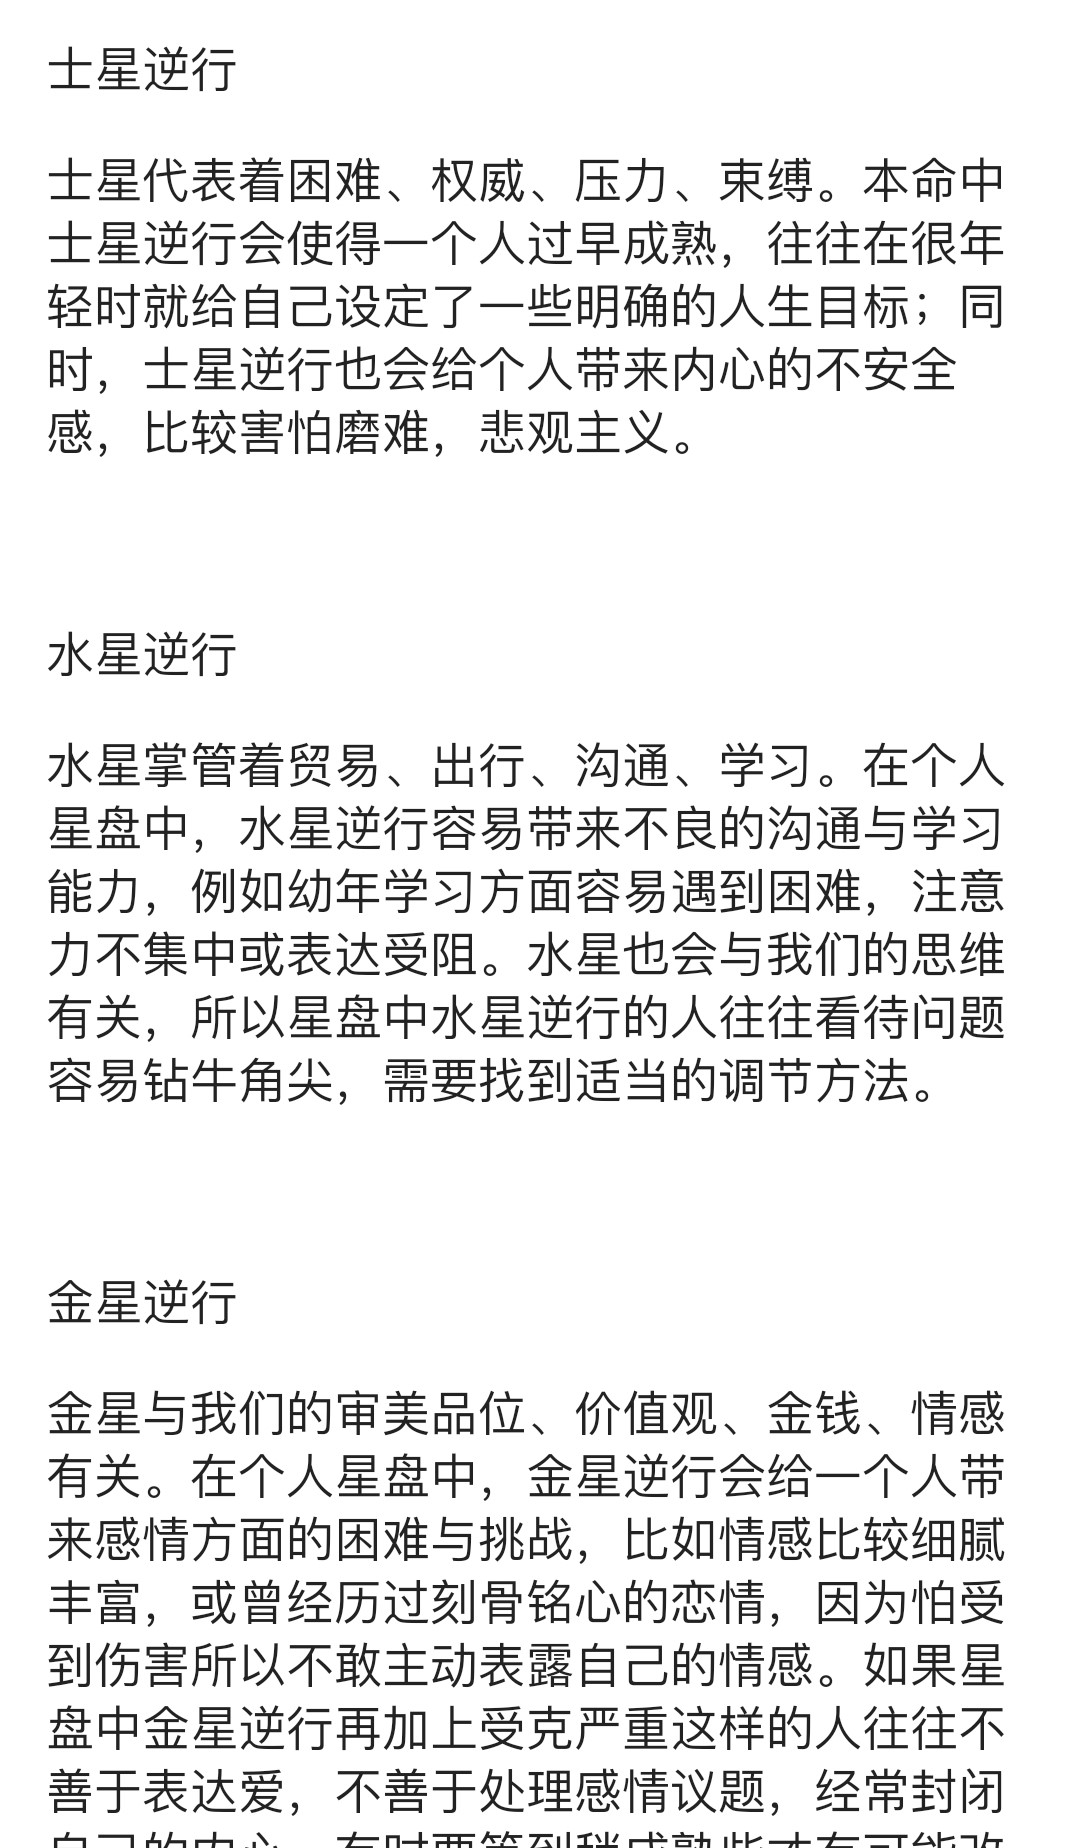 士星逆行
士星代表着困难、权威、压力、束缚。本命中
士星逆行会使得一个人过早成熟，往往在很年
轻时就给自己设定了一些明确的人生目标；同
时，士星逆行也会给个人带来内心的不安全
感，比较害怕磨难，悲观主义。
水星逆行
水星掌管着贸易、出行、沟通、学习。在个人
星盘中，水星逆行容易带来不良的沟通与学习
能力，例如幼年学习方面容易遇到困难，注意
力不集中或表达受阻。水星也会与我们的思维
有关，所以星盘中水星逆行的人往往看待问题
容易钻牛角尖，需要找到适当的调节方法。
金星逆行
金星与我们的审美品位、价值观、金钱、情感
有关。在个人星盘中，金星逆行会给一个人带
来感情方面的困难与挑战，比如情感比较细腻
丰富，或曾经历过刻骨铭心的恋情，因为怕受
到伤害所以不敢主动表露自己的情感。如果星
盘中金星逆行再加上受克严重这样的人往往不
善于表达爱，不善于处理感情议题，经常封闭